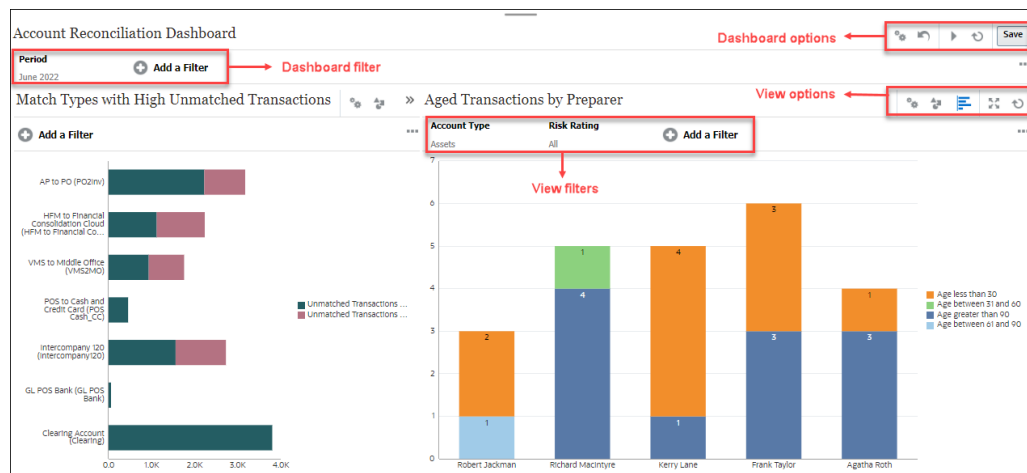 Account Reconciliation Dashboard
Dashboard options
Save
Period
June 2022
Add a Filter
Dashboard filter
View options
Match Types with High Unmatched Transactions
Aged Transactions by Preparer
Add a Filter
Account Type
Assets
Risk Rating
All
Add a Filter
View filters
AP to PO (PO2Inv)
HFM to Financial
Consolidation Cloud
(HFM to Financial Co...
VMS to Middle Office
(VMS2MO)
POS to Cash and
Credit Card (POS
Cash_CC)
Intercompany 120
(Intercompany120)
GL POS Bank (GL POS
Bank)
Clearing Account
(Clearing)
0.0 1.0K 2.0K 3.0K 4.0K
Unmatched Transactions ...
Unmatched Transactions ...
7
6
5
4
3
2
1
0
2
1
1
4
4
1
3
3
1
3
Robert Jackman
Richard MacIntyre
Kerry Lane
Frank Taylor
Agatha Roth
Age less than 30
Age between 31 and 60
Age greater than 90
Age between 61 and 90